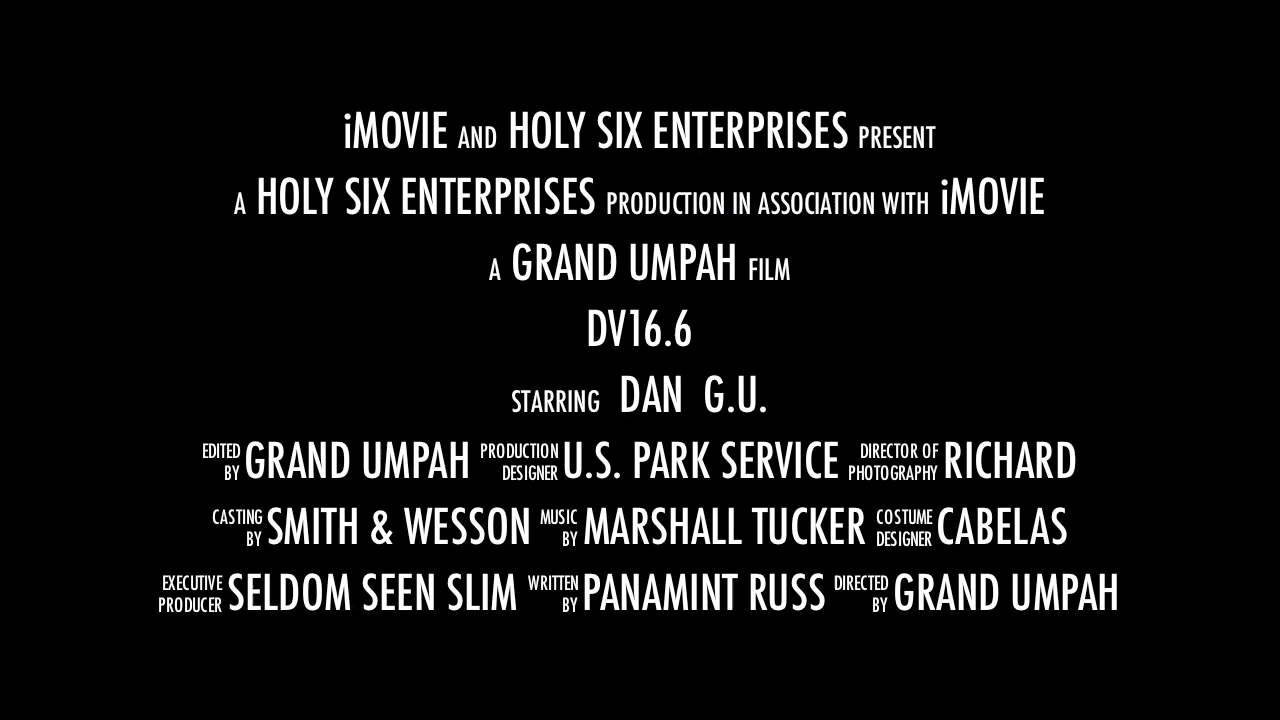 iMOVIE AND HOLY SIX ENTERPRISES PRESENT
A HOLY SIX ENTERPRISES PRODUCTION IN ASSOCIATION WITH iMOVIE
A GRAND UMPAH FILM
DV16.6
STARRING DAN G.U.
EDITED BY GRAND UMPAH PRODUCTION DESIGNER U.S. PARK SERVICE DIRECTOR OF PHOTOGRAPHY RICHARD
CASTING BY SMITH & WESSON MUSIC BY MARSHALL TUCKER COSTUME DESIGNER CABELAS
EXECUTIVE PRODUCER SELDOM SEEN SLIM WRITTEN BY PANAMINT RUSS DIRECTED BY GRAND UMPAH